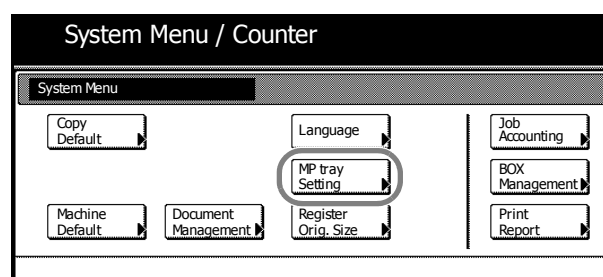 System Menu / Counter
System Menu
Copy
Default
Language
Job
Accounting
MP tray
Setting
BOX
Management
Machine
Default
Document
Management
Register
Orig. Size
Print
Report